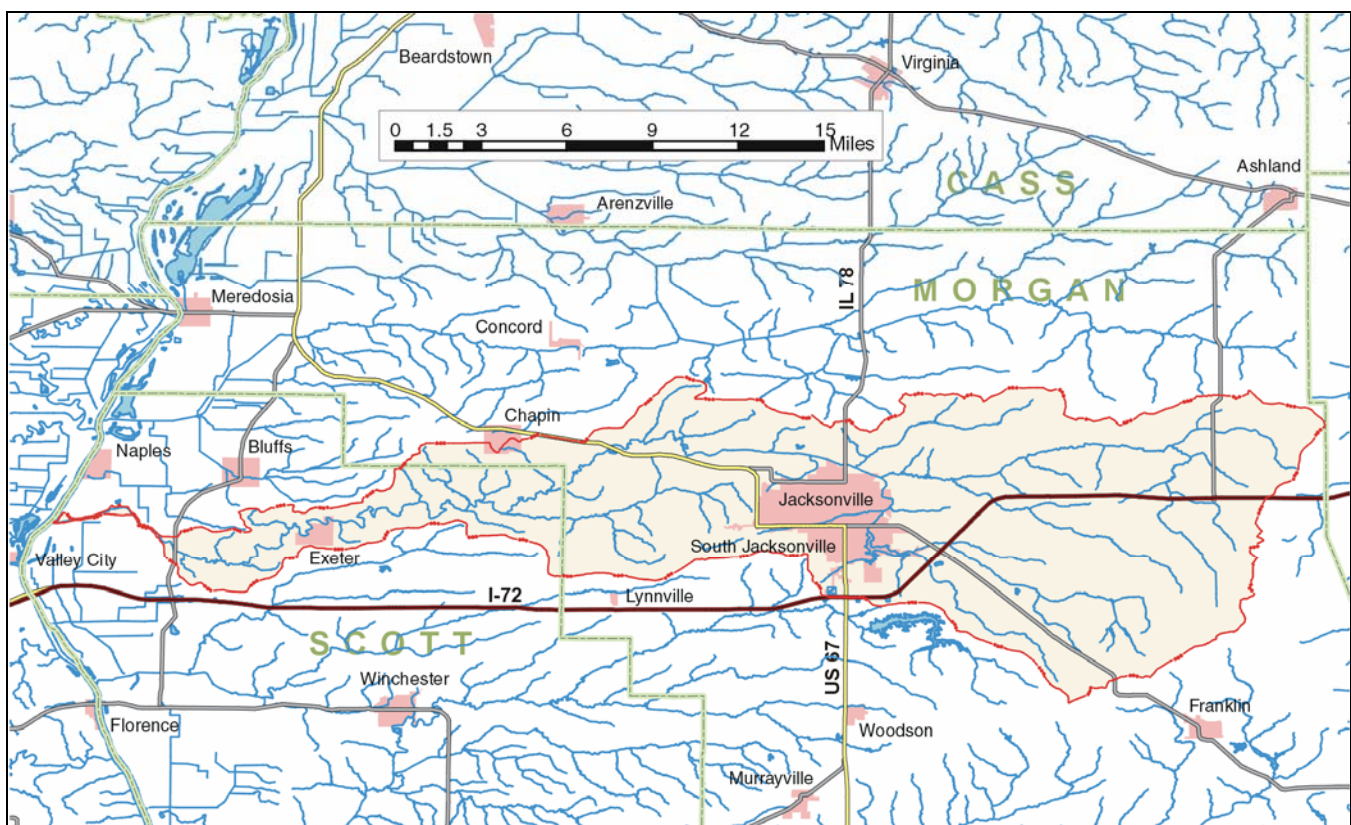 Beardstown
Virginia
0 1.5 3 6 9 12 15
Miles
Ashland
CASS
Arenzville
IL 78
MORGAN
Meredosia
Concord
Chapin
Naples
Bluffs
Jacksonville
South Jacksonville
Exeter
Valley City
I-72
Lynnville
SCOTT
US 67
Winchester
Franklin
Florence
Woodson
Murrayville